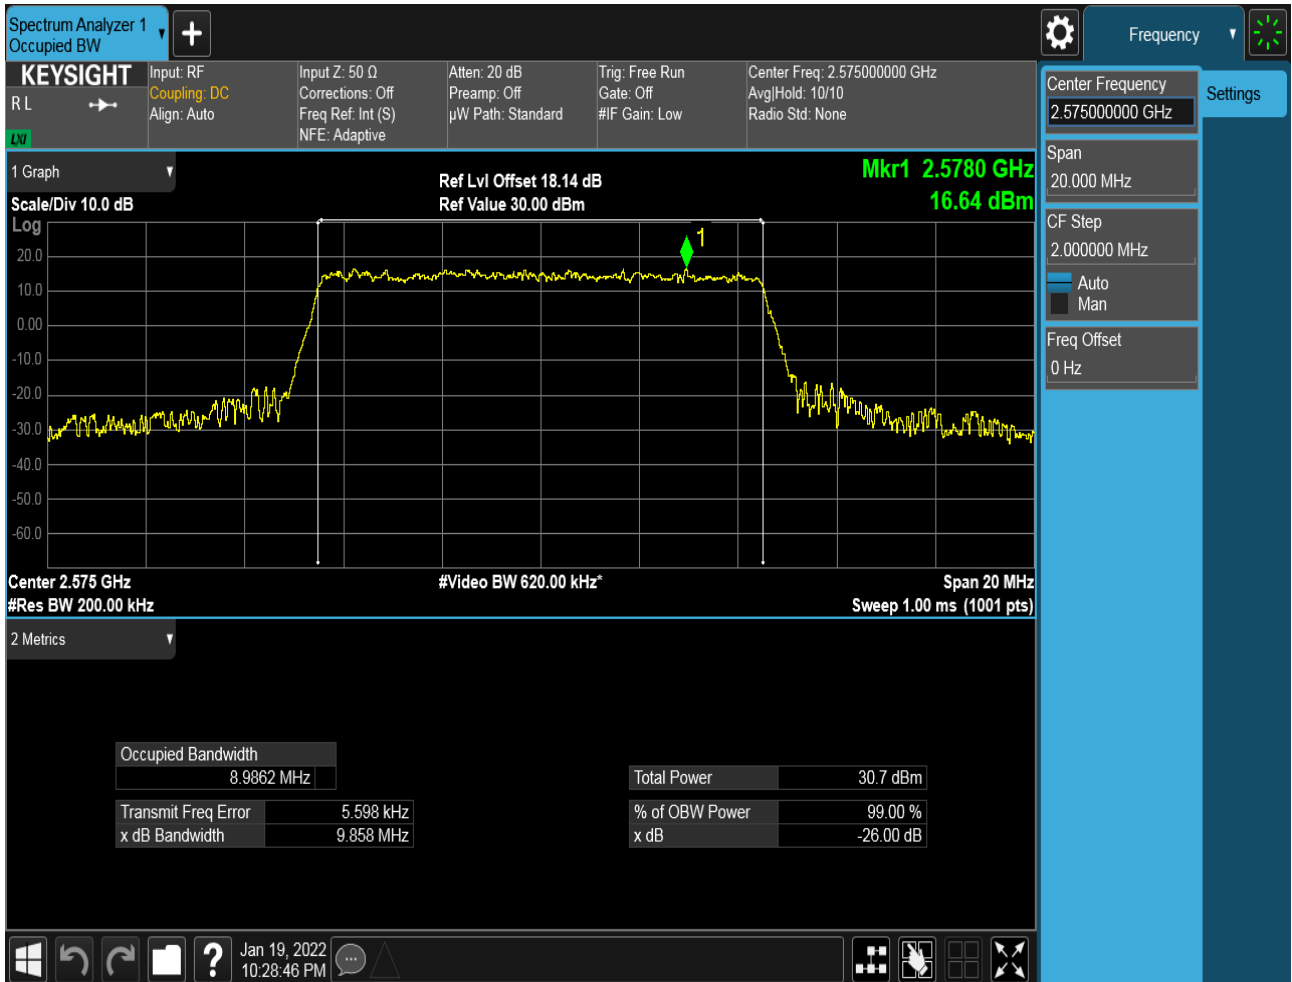 Spectrum Analyzer 1
Occupied BW
Frequency
KEYSIGHT
R L
LXI
Input: RF
Coupling: DC
Align: Auto
Input Z: 50 Ω
Corrections: Off
Freq Ref: Int (S)
NFE: Adaptive
Atten: 20 dB
Preamp: Off
µW Path: Standard
Trig: Free Run
Gate: Off
#IF Gain: Low
Center Freq: 2.575000000 GHz
Avg|Hold: 10/10
Radio Std: None
Center Frequency
2.575000000 GHz
Settings
Span
20.000 MHz
CF Step
2.000000 MHz
Auto
Man
Freq Offset
0 Hz
1 Graph
Scale/Div 10.0 dB
Ref Lvl Offset 18.14 dB
Ref Value 30.00 dBm
Mkr1 2.5780 GHz
16.64 dBm
Log
1
20.0
10.0
0.00
-10.0
-20.0
-30.0
-40.0
-50.0
-60.0
Center 2.575 GHz
#Video BW 620.00 kHz*
Span 20 MHz
#Res BW 200.00 kHz
Sweep 1.00 ms (1001 pts)
2 Metrics
Occupied Bandwidth
8.9862 MHz
Transmit Freq Error 5.598 kHz
x dB Bandwidth 9.858 MHz
Total Power 30.7 dBm
% of OBW Power 99.00 %
x dB -26.00 dB
?
Jan 19, 2022
10:28:46 PM